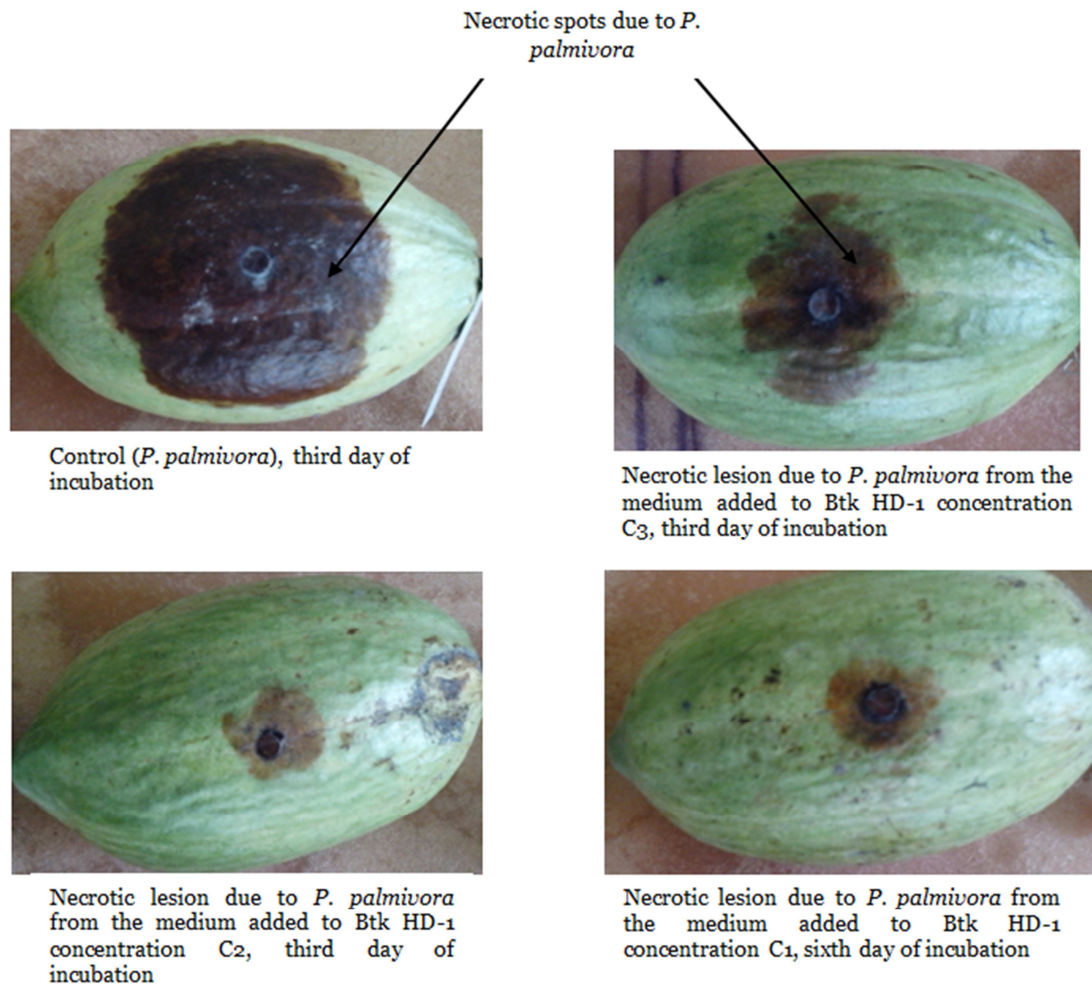 Necrotic spots due to P.
palmivora
Control (P. palmivora), third day of
incubation
Necrotic lesion due to P. palmivora from the
medium added to Btk HD-1 concentration
C3, third day of incubation
Necrotic lesion due to P. palmivora
from the medium added to Btk HD-1
concentration C2, third day of
incubation
Necrotic lesion due to P. palmivora from
the medium added to Btk HD-1
concentration C1, sixth day of incubation